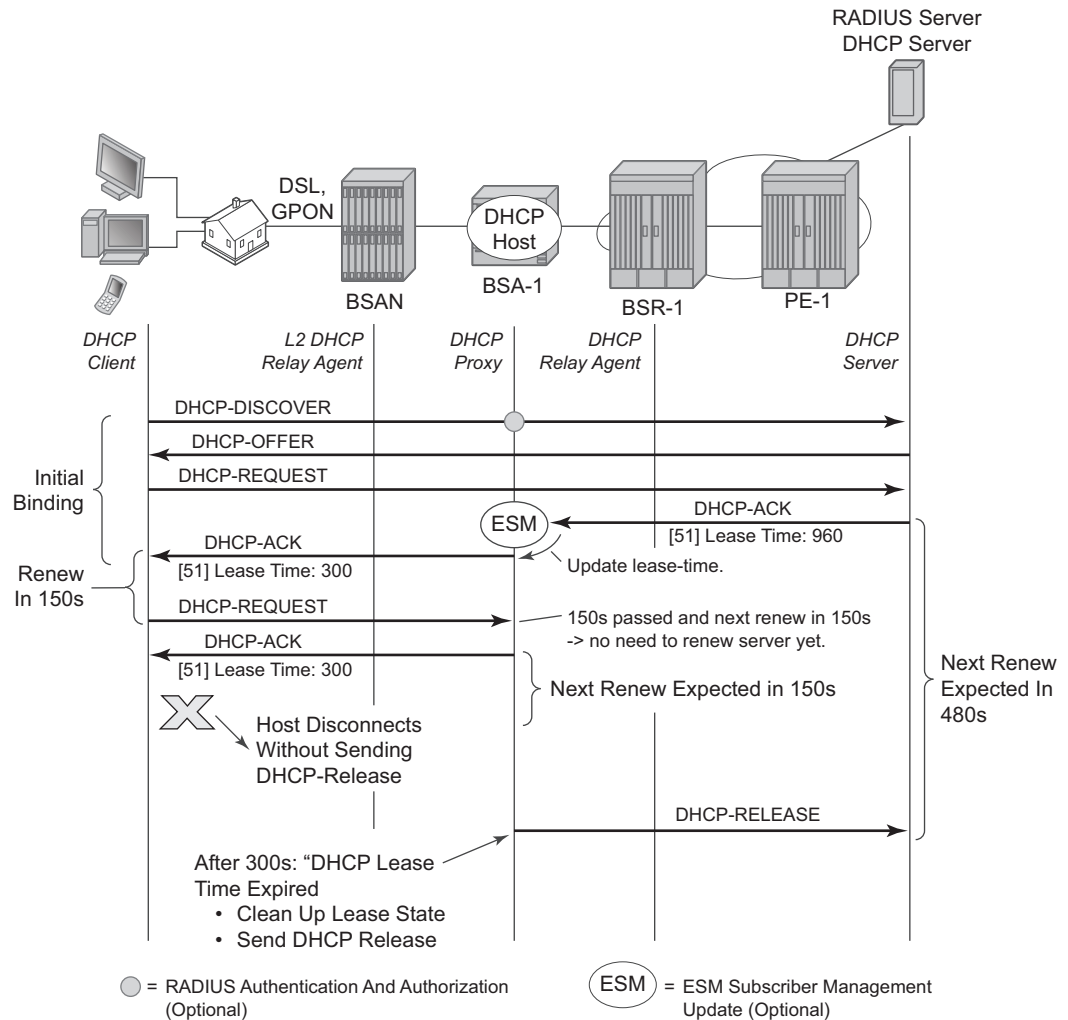 RADIUS Server
DHCP Server
DSL,
GPON
DHCP
Host
BSAN
BSA-1
BSR-1
PE-1
DHCP
Client
L2 DHCP
Relay Agent
DHCP
Proxy
DHCP
Relay Agent
DHCP
Server
DHCP-DISCOVER
DHCP-OFFER
Initial
Binding
DHCP-REQUEST
ESM
DHCP-ACK
[51] Lease Time: 960
DHCP-ACK
[51] Lease Time: 300
Update lease-time.
Renew
In 150s
DHCP-REQUEST
150s passed and next renew in 150s
-> no need to renew server yet.
DHCP-ACK
[51] Lease Time: 300
Next Renew Expected in 150s
Next Renew
Expected In
480s
Host Disconnects
Without Sending
DHCP-Release
DHCP-RELEASE
After 300s: “DHCP Lease
Time Expired
• Clean Up Lease State
• Send DHCP Release
= RADIUS Authentication And Authorization
(Optional)
ESM
= ESM Subscriber Management
Update (Optional)